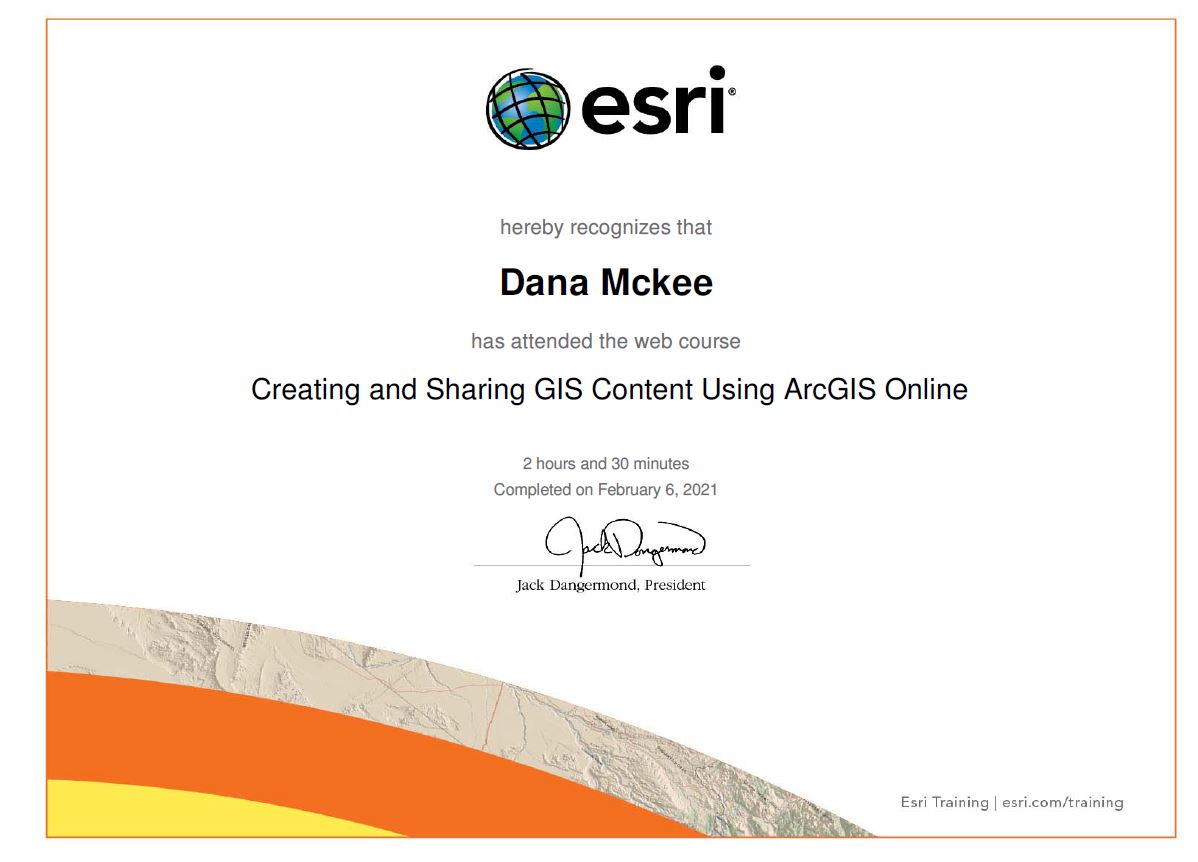 esri®
hereby recognizes that
Dana Mckee
has attended the web course
Creating and Sharing GIS Content Using ArcGIS Online
2 hours and 30 minutes
Completed on February 6, 2021
Jack Dangermond
Jack Dangermond, President
Esri Training | esri.com/training